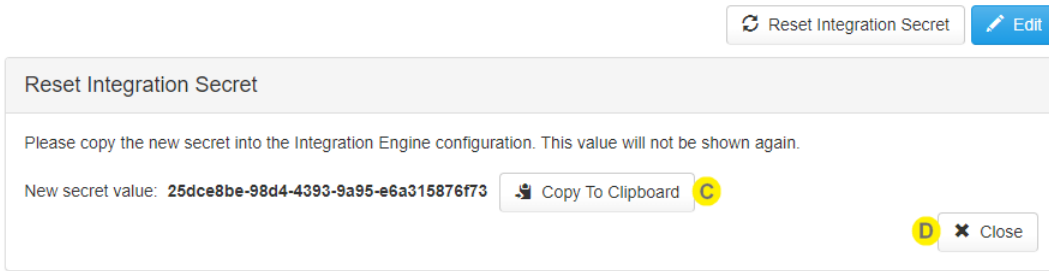 Reset Integration Secret Edit
Reset Integration Secret
Please copy the new secret into the Integration Engine configuration. This value will not be shown again.
New secret value: 25dce8be-98d4-4393-9a95-e6a315876f73 Copy To Clipboard C
D Close